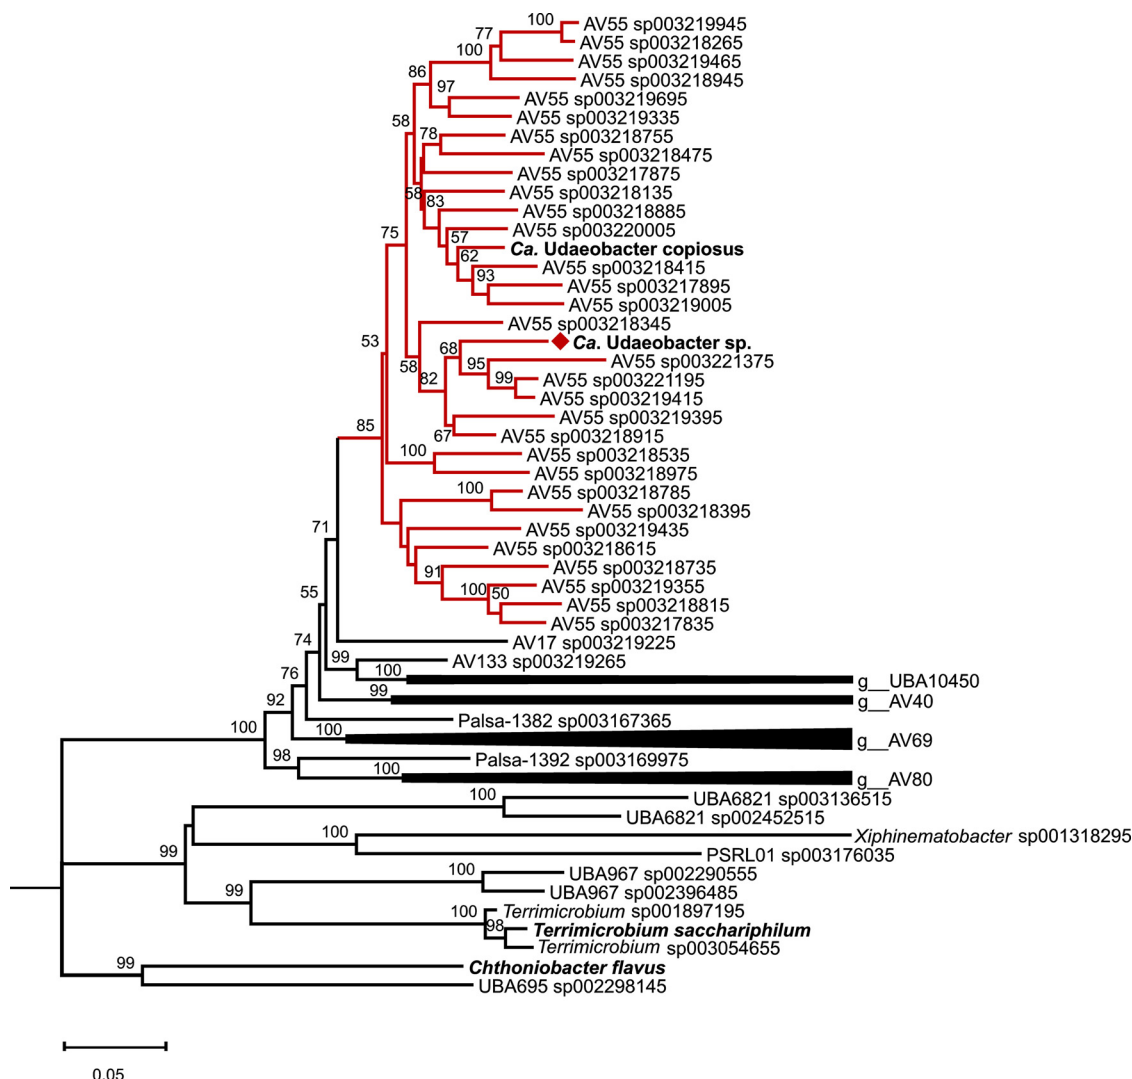 100
AV55 sp003219945
77
AV55 sp003218265
100
AV55 sp003219465
86
AV55 sp003218945
97
AV55 sp003219695
AV55 sp003219335
58
78
AV55 sp003218755
AV55 sp003218475
AV55 sp003217875
58
AV55 sp003218135
83
AV55 sp003218885
AV55 sp003220005
75
57
Ca. Udaeobacter copiosus
62
AV55 sp003218415
93
AV55 sp003217895
AV55 sp003219005
AV55 sp003218345
53
68
Ca. Udaeobacter sp.
58
95
AV55 sp003221375
82
99
AV55 sp003221195
AV55 sp003219415
AV55 sp003219395
85
67
AV55 sp003218915
100
AV55 sp003218535
AV55 sp003218975
100
AV55 sp003218785
AV55 sp003218395
71
AV55 sp003219435
AV55 sp003218615
91
AV55 sp003218735
100
50
AV55 sp003219355
55
AV55 sp003218815
AV55 sp003217835
74
AV17 sp003219225
99
AV133 sp003219265
76
100
g__UBA10450
99
g__AV40
92
Palsa-1382 sp003167365
100
100
g__AV69
98
Palsa-1392 sp003169975
100
g__AV80
100
UBA6821 sp003136515
UBA6821 sp002452515
100
Xiphinematobacter sp001318295
99
PSRL01 sp003176035
100
UBA967 sp002290555
99
UBA967 sp002396485
100
Terrimicrobium sp001897195
98
Terrimicrobium sacchariphilum
Terrimicrobium sp003054655
99
Chthoniobacter flavus
UBA695 sp002298145
0.05